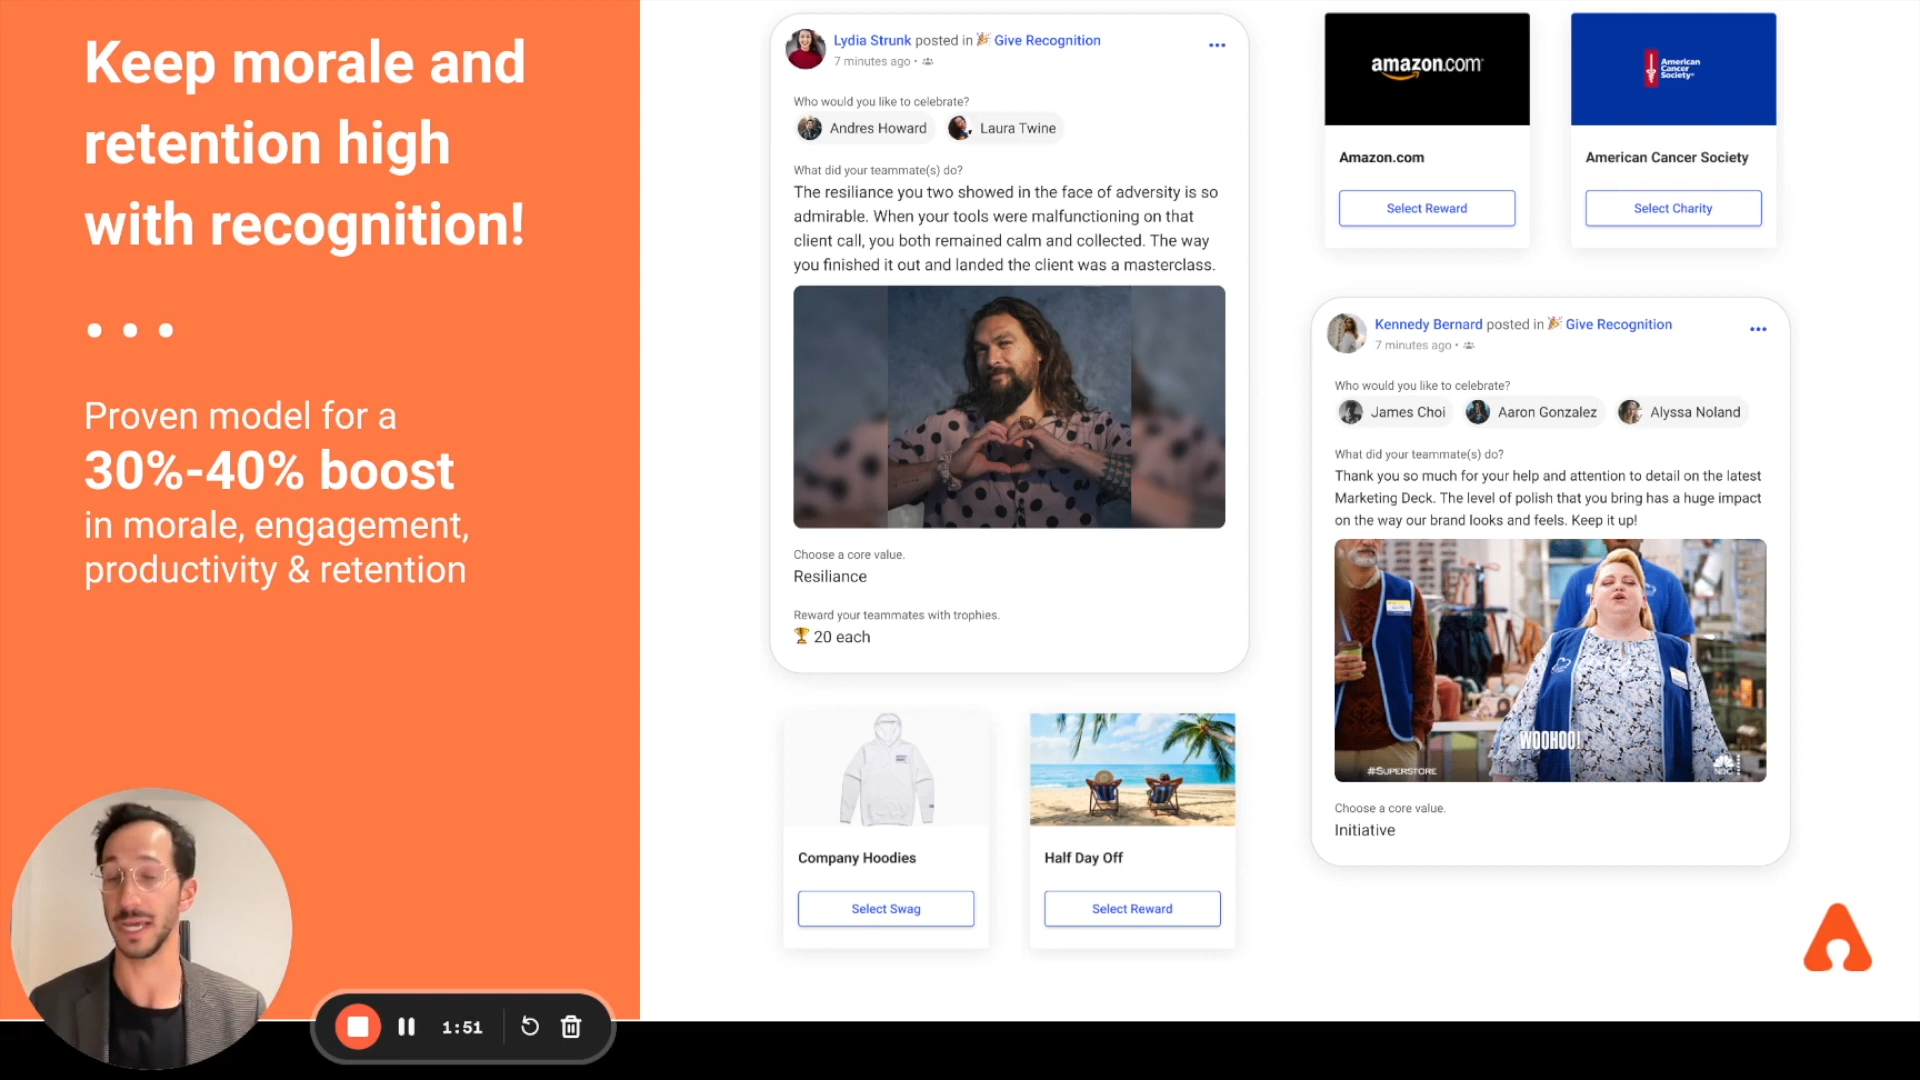 Keep morale and
retention high
with recognition!
Proven model for a
30%-40% boost
in morale, engagement,
productivity & retention
1:51
Lydia Strunk posted in Give Recognition
7 minutes ago •
Who would you like to celebrate?
Andres Howard Laura Twine
What did your teammate(s) do?
The resiliance you two showed in the face of adversity is so
admirable. When your tools were malfunctioning on that
client call, you both remained calm and collected. The way
you finished it out and landed the client was a masterclass.
Choose a core value.
Resiliance
Reward your teammates with trophies.
20 each
Company Hoodies
Select Swag
Half Day Off
Select Reward
amazon.com
Amazon.com
Select Reward
American
Cancer
Society
American Cancer Society
Select Charity
Kennedy Bernard posted in Give Recognition
7 minutes ago •
Who would you like to celebrate?
James Choi Aaron Gonzalez Alyssa Noland
What did your teammate(s) do?
Thank you so much for your help and attention to detail on the latest
Marketing Deck. The level of polish that you bring has a huge impact
on the way our brand looks and feels. Keep it up!
WOOHOO!
#SUPERSTORE
NBC
Choose a core value.
Initiative